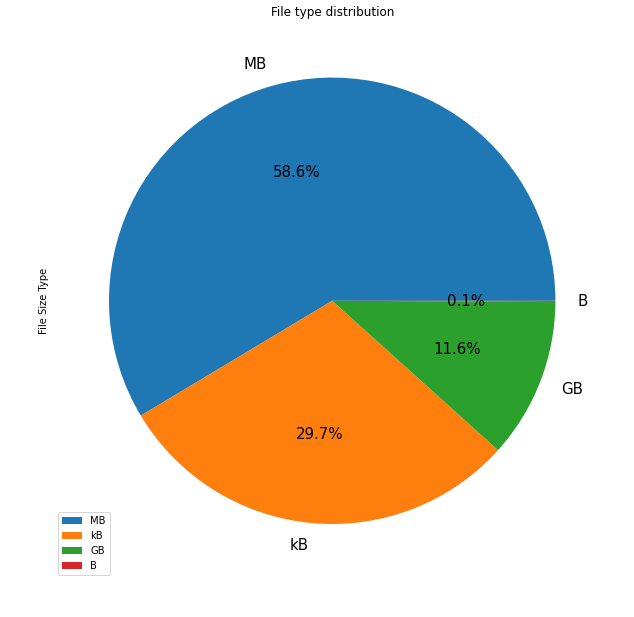 File type distribution
MB
58.6%
0.1%
B
File Size Type
11.6%
GB
29.7%
kB
MB
kB
GB
B